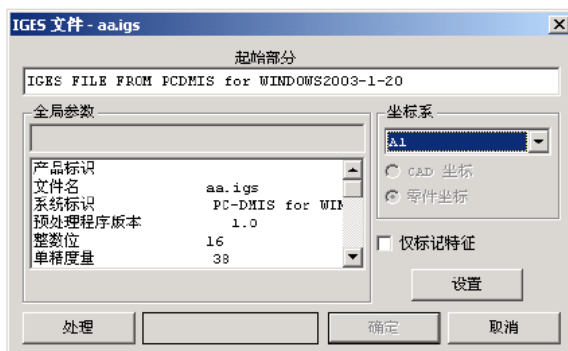 IGES 文件 - aa.igs
起始部分
IGES FILE FROM PCDMIS for WINDOWS2003-1-20
全局参数
坐标系
A1
产品标识
文件名 aa.igs
系统标识 PC-DMIS for WIN
预处理程序版本 1.0
整数位 16
单精度量 38
CAD 坐标
零件坐标
仅标记特征
设置
处理
确定
取消